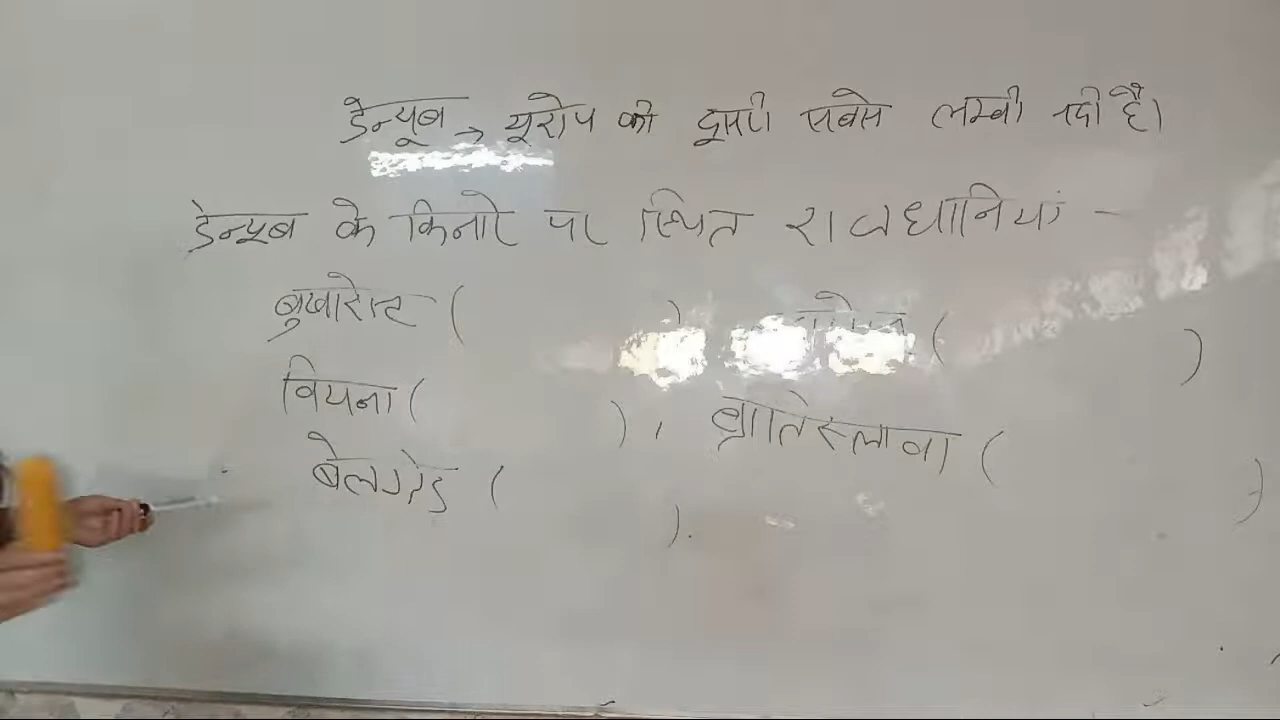 डेन्यूब → यूरोप की दूसरी सबसे लम्बी नदी है।
डेन्यूब के किनारे पर स्थित राजधानियां –
बुखारेस्ट ( ) (                )
वियना (                ), ब्रातिस्लावा (                )
बेलग्रेड (                ).